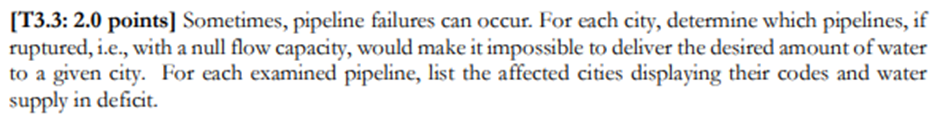 [T3.3: 2.0 points] Sometimes, pipeline failures can occur. For each city, determine which pipelines, if
ruptured, i.e., with a null flow capacity, would make it impossible to deliver the desired amount of water
to a given city. For each examined pipeline, list the affected cities displaying their codes and water
supply in deficit.